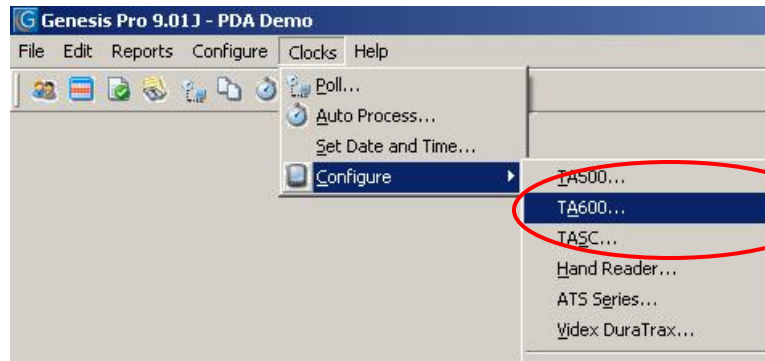 Genesis Pro 9.01J - PDA Demo
File Edit Reports Configure Clocks Help
Poll...
Auto Process...
Set Date and Time...
Configure
TA500...
TA600...
TASC...
Hand Reader...
ATS Series...
Videx DuraTrax...